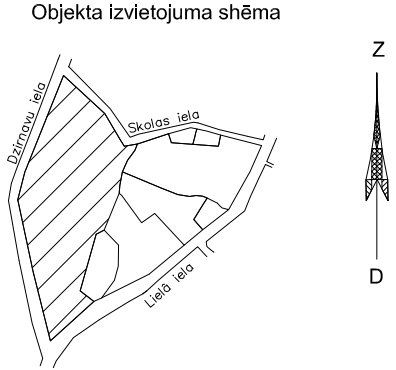 Objekta izvietojuma shēma
Z
Dzirnavu iela
Skolas iela
Lielā iela
D